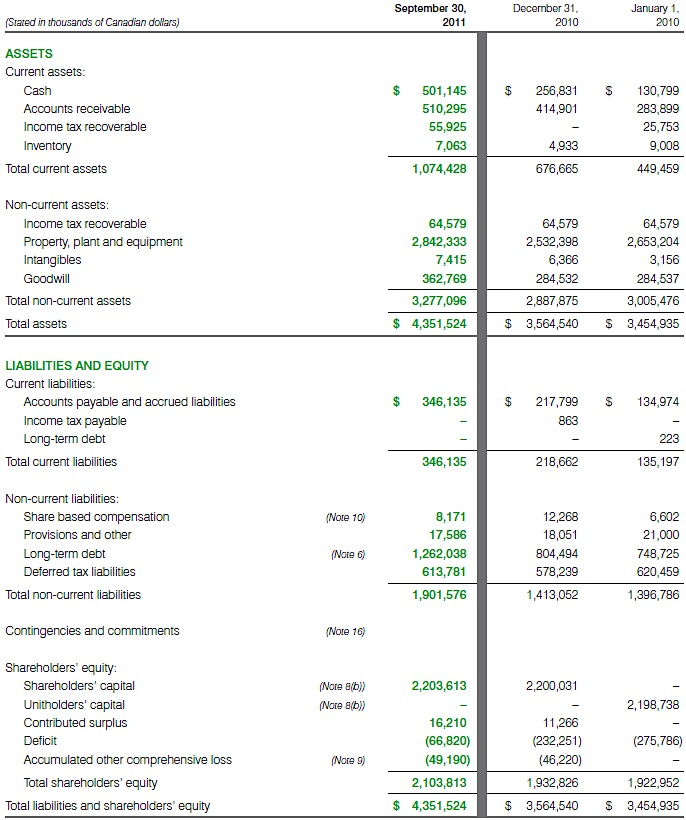 September 30, December 31, January 1,
(Stated in thousands of Canadian dollars) 2011 2010 2010
ASSETS
Current assets:
Cash $ 501,145 $ 256,831 $ 130,799
Accounts receivable 510,295 414,901 283,899
Income tax recoverable 55,925 – 25,753
Inventory 7,063 4,933 9,008
Total current assets 1,074,428 676,665 449,459
Non-current assets:
Income tax recoverable 64,579 64,579 64,579
Property, plant and equipment 2,842,333 2,532,398 2,653,204
Intangibles 7,415 6,366 3,156
Goodwill 362,769 284,532 284,537
Total non-current assets 3,277,096 2,887,875 3,005,476
Total assets $ 4,351,524 $ 3,564,540 $ 3,454,935
LIABILITIES AND EQUITY
Current liabilities:
Accounts payable and accrued liabilities $ 346,135 $ 217,799 $ 134,974
Income tax payable – 863 –
Long-term debt – – 223
Total current liabilities 346,135 218,662 135,197
Non-current liabilities:
Share based compensation (Note 10) 8,171 12,268 6,602
Provisions and other 17,586 18,051 21,000
Long-term debt (Note 6) 1,262,038 804,494 748,725
Deferred tax liabilities 613,781 578,239 620,459
Total non-current liabilities 1,901,576 1,413,052 1,396,786
Contingencies and commitments (Note 16)
Shareholders' equity:
Shareholders' capital (Note 8(b)) 2,203,613 2,200,031 –
Unitholders' capital (Note 8(b)) – – 2,198,738
Contributed surplus 16,210 11,266 –
Deficit (66,820) (232,251) (275,786)
Accumulated other comprehensive loss (Note 9) (49,190) (46,220) –
Total shareholders' equity 2,103,813 1,932,826 1,922,952
Total liabilities and shareholders' equity $ 4,351,524 $ 3,564,540 $ 3,454,935